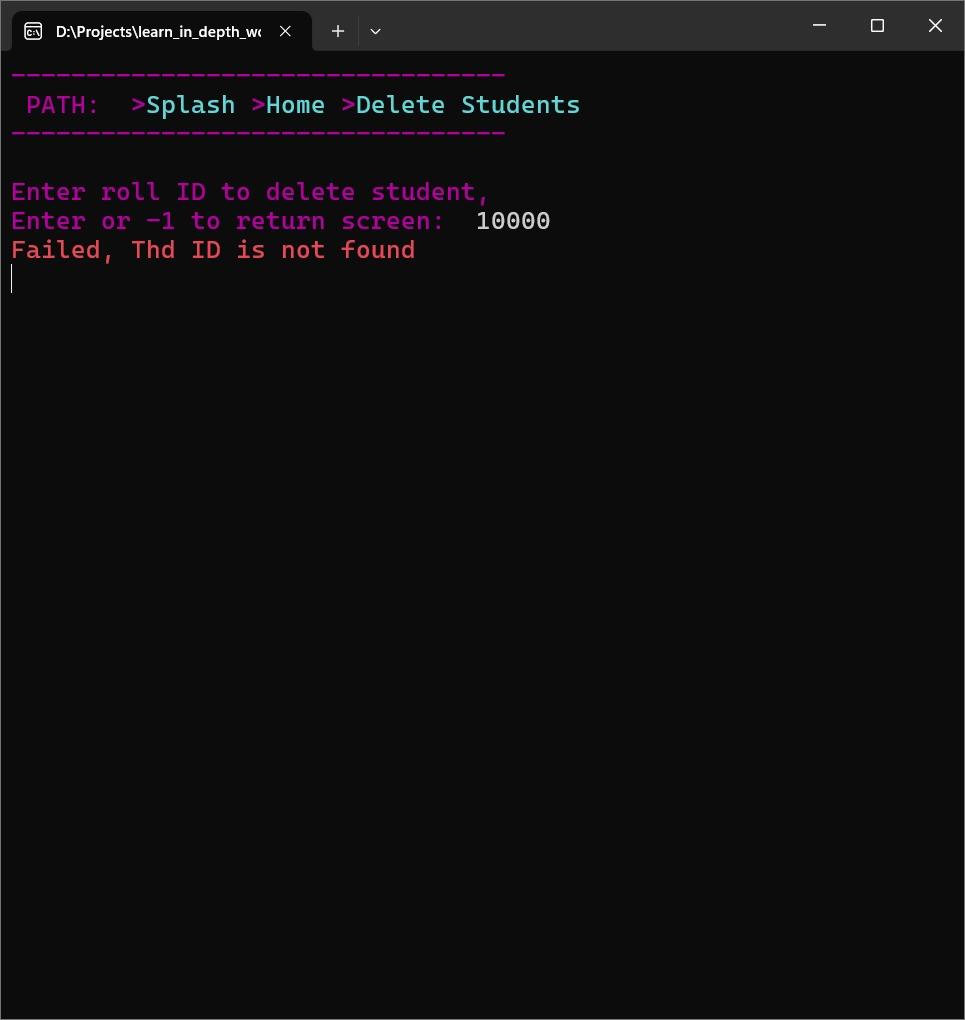 D:\Projects\learn_in_depth_wo
---------------------------------
PATH: >Splash >Home >Delete Students
---------------------------------
Enter roll ID to delete student,
Enter or -1 to return screen: 10000
Failed, Thd ID is not found